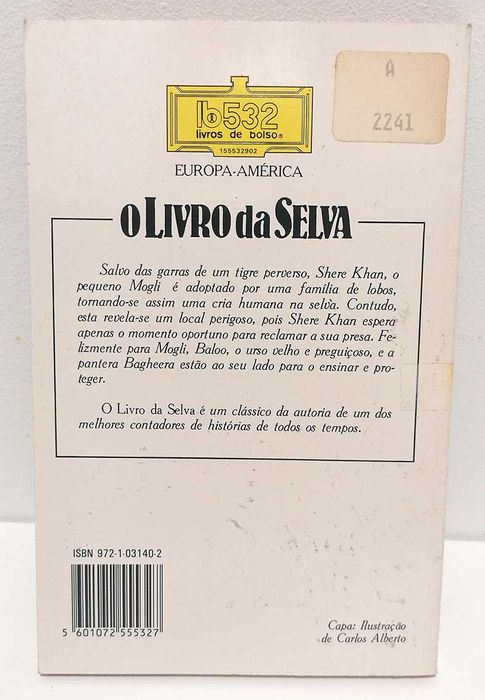 A
2241
lb532
livros de bolso®
155532902
EUROPA-AMÉRICA
O LIVRO da SELVA
Salvo das garras de um tigre perverso, Shere Khan, o
pequeno Mogli é adoptado por uma família de lobos,
tornando-se assim uma cria humana na selva. Contudo,
esta revela-se um local perigoso, pois Shere Khan espera
apenas o momento oportuno para reclamar a sua presa. Fe-
lizmente para Mogli, Baloo, o urso velho e preguiçoso, e a
pantera Bagheera estão ao seu lado para o ensinar e pro-
teger.
O Livro da Selva é um clássico da autoria de um dos
melhores contadores de histórias de todos os tempos.
ISBN 972-1-03140-2
5 601072 555327
Capa: Ilustração
de Carlos Alberto